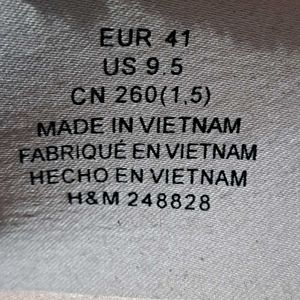 EUR 41
US 9.5
CN 260(1,5)
MADE IN VIETNAM
FABRIQUÉ EN VIETNAM
HECHO EN VIETNAM
H&M 248828